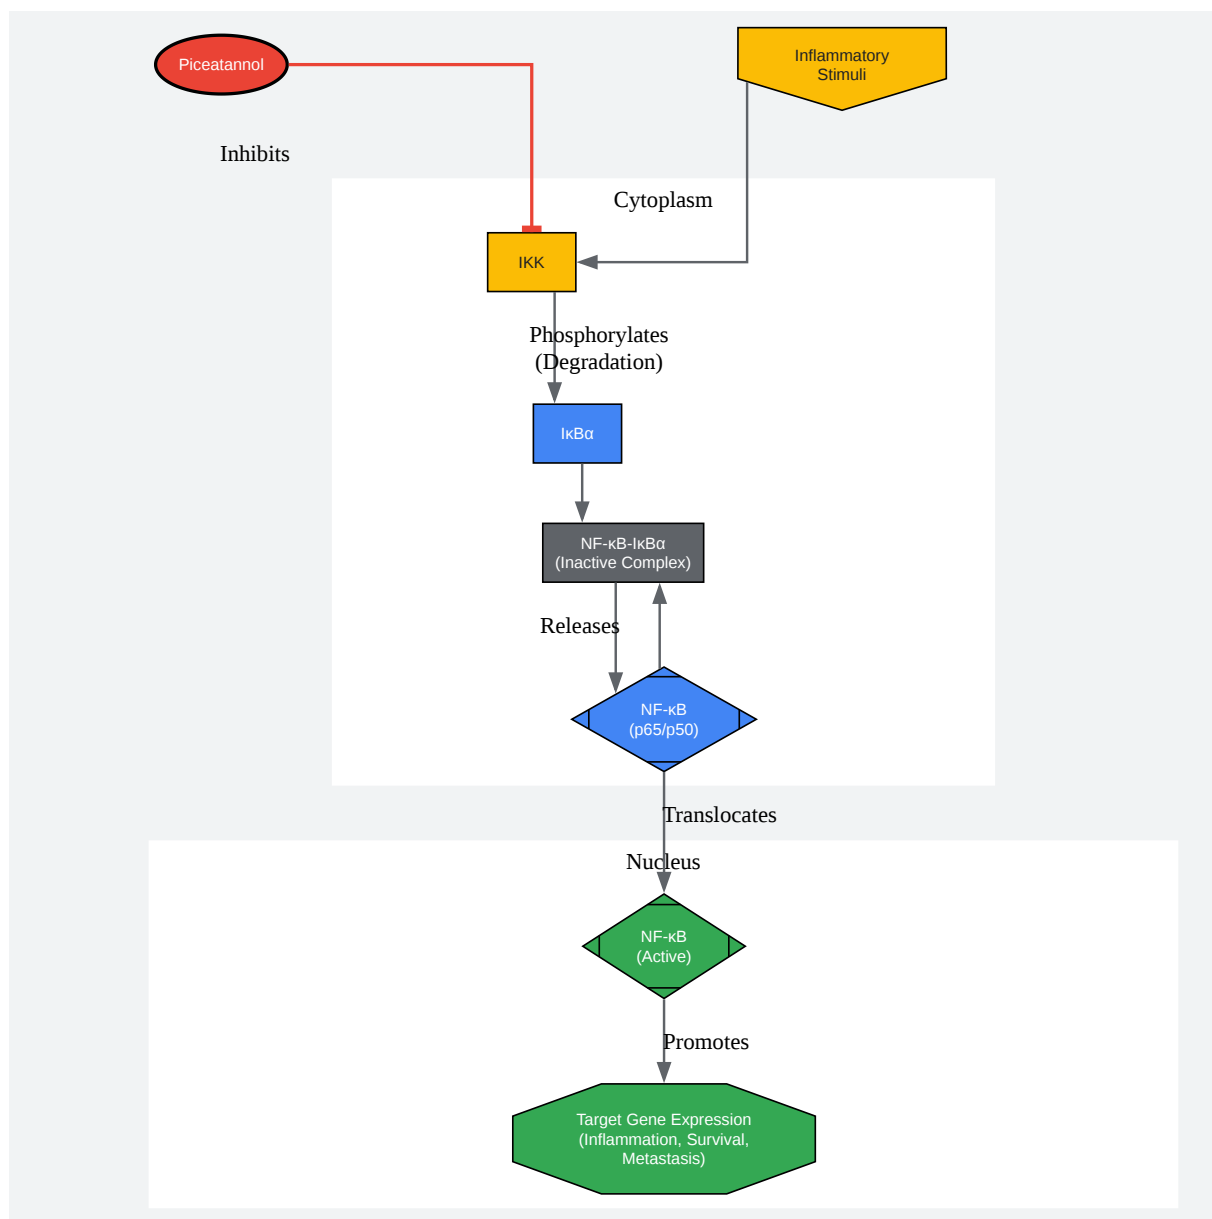 Piceatannol
Inflammatory
Stimuli
Inhibits
Cytoplasm
IKK
Phosphorylates
(Degradation)
IκBα
NF-κB-IκBα
(Inactive Complex)
Releases
NF-κB
(p65/p50)
Translocates
Nucleus
NF-κB
(Active)
Promotes
Target Gene Expression
(Inflammation, Survival,
Metastasis)